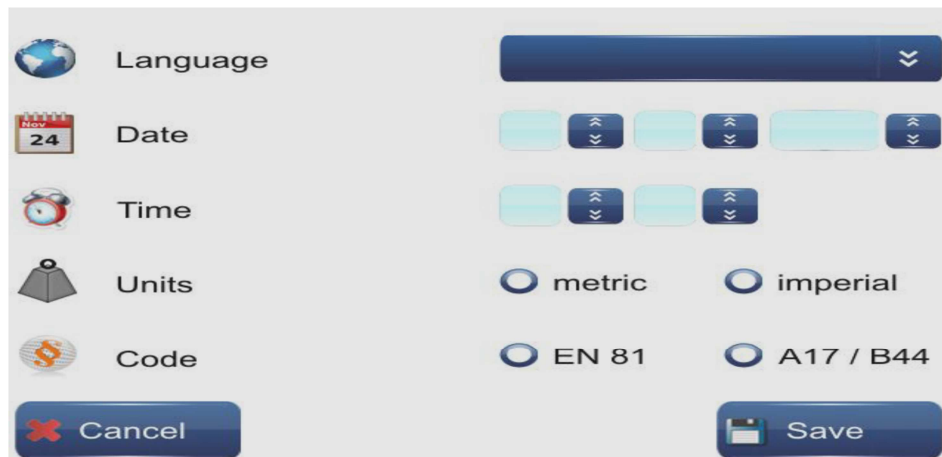 Language
Nov
24
Date
Time
Units metric imperial
Code EN 81 A17 / B44
Cancel Save